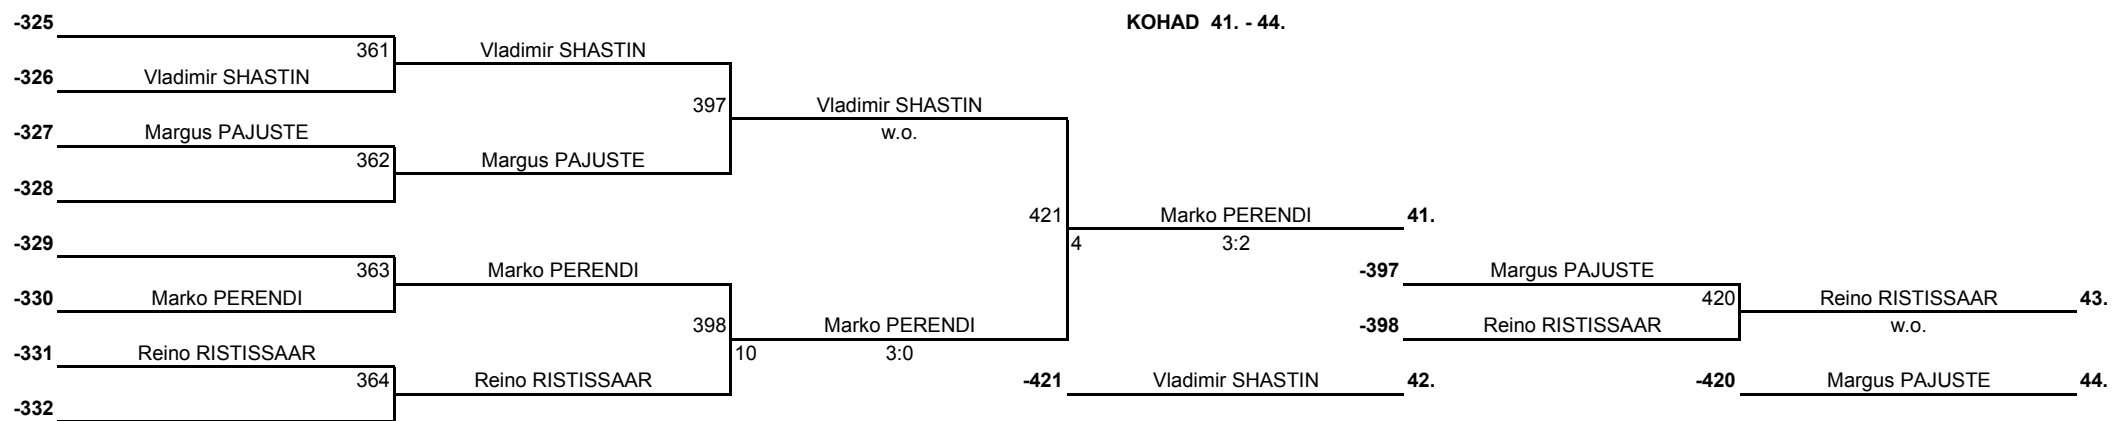 -325
KOHAD 41. - 44.
361
Vladimir SHASTIN
-326
Vladimir SHASTIN
397
Vladimir SHASTIN
w.o.
-327
Margus PAJUSTE
362
Margus PAJUSTE
-328
421
Marko PERENDI
41.
4
3:2
-329
363
Marko PERENDI
-330
Marko PERENDI
398
Marko PERENDI
10
3:0
-331
Reino RISTISSAAR
364
Reino RISTISSAAR
-332
-397
Margus PAJUSTE
420
Reino RISTISSAAR
43.
w.o.
-398
Reino RISTISSAAR
-421
Vladimir SHASTIN
42.
-420
Margus PAJUSTE
44.